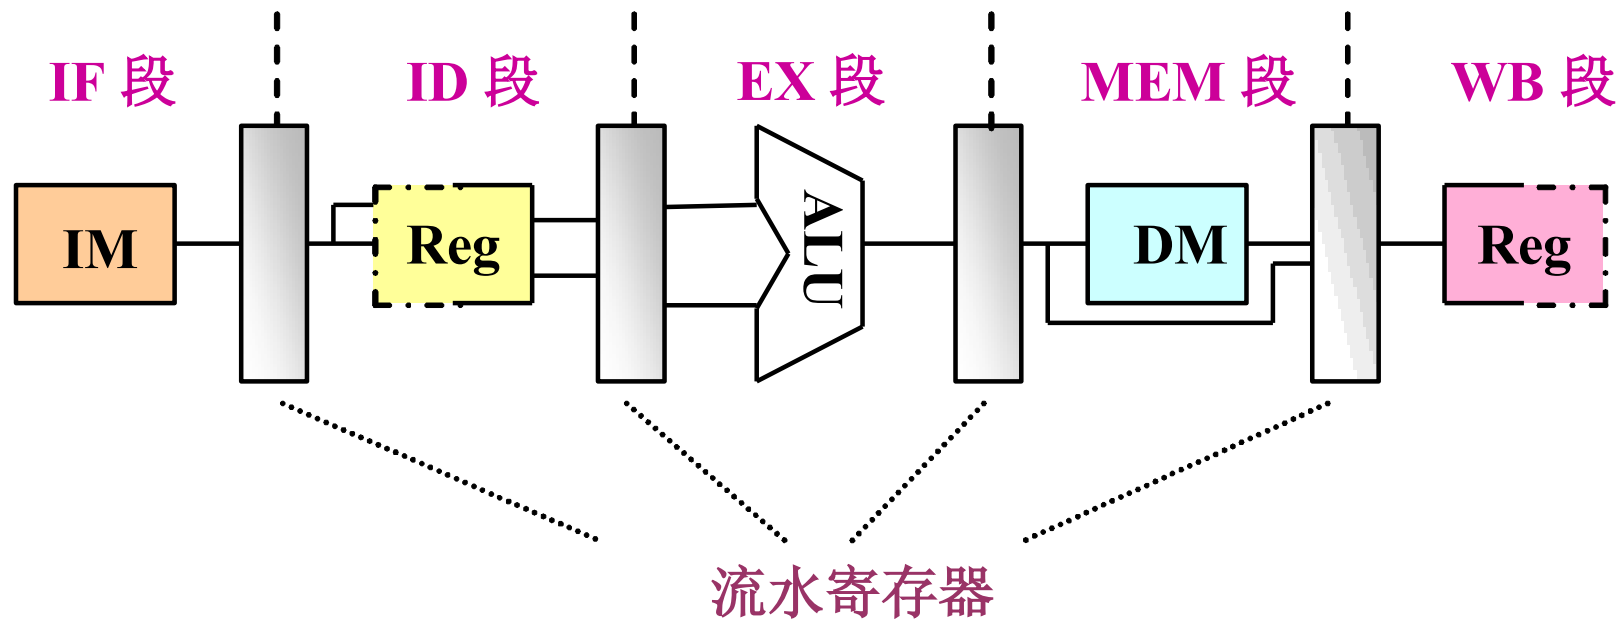 IF 段 ID 段 EX 段 MEM 段 WB 段
IM Reg ALU DM Reg
流水寄存器